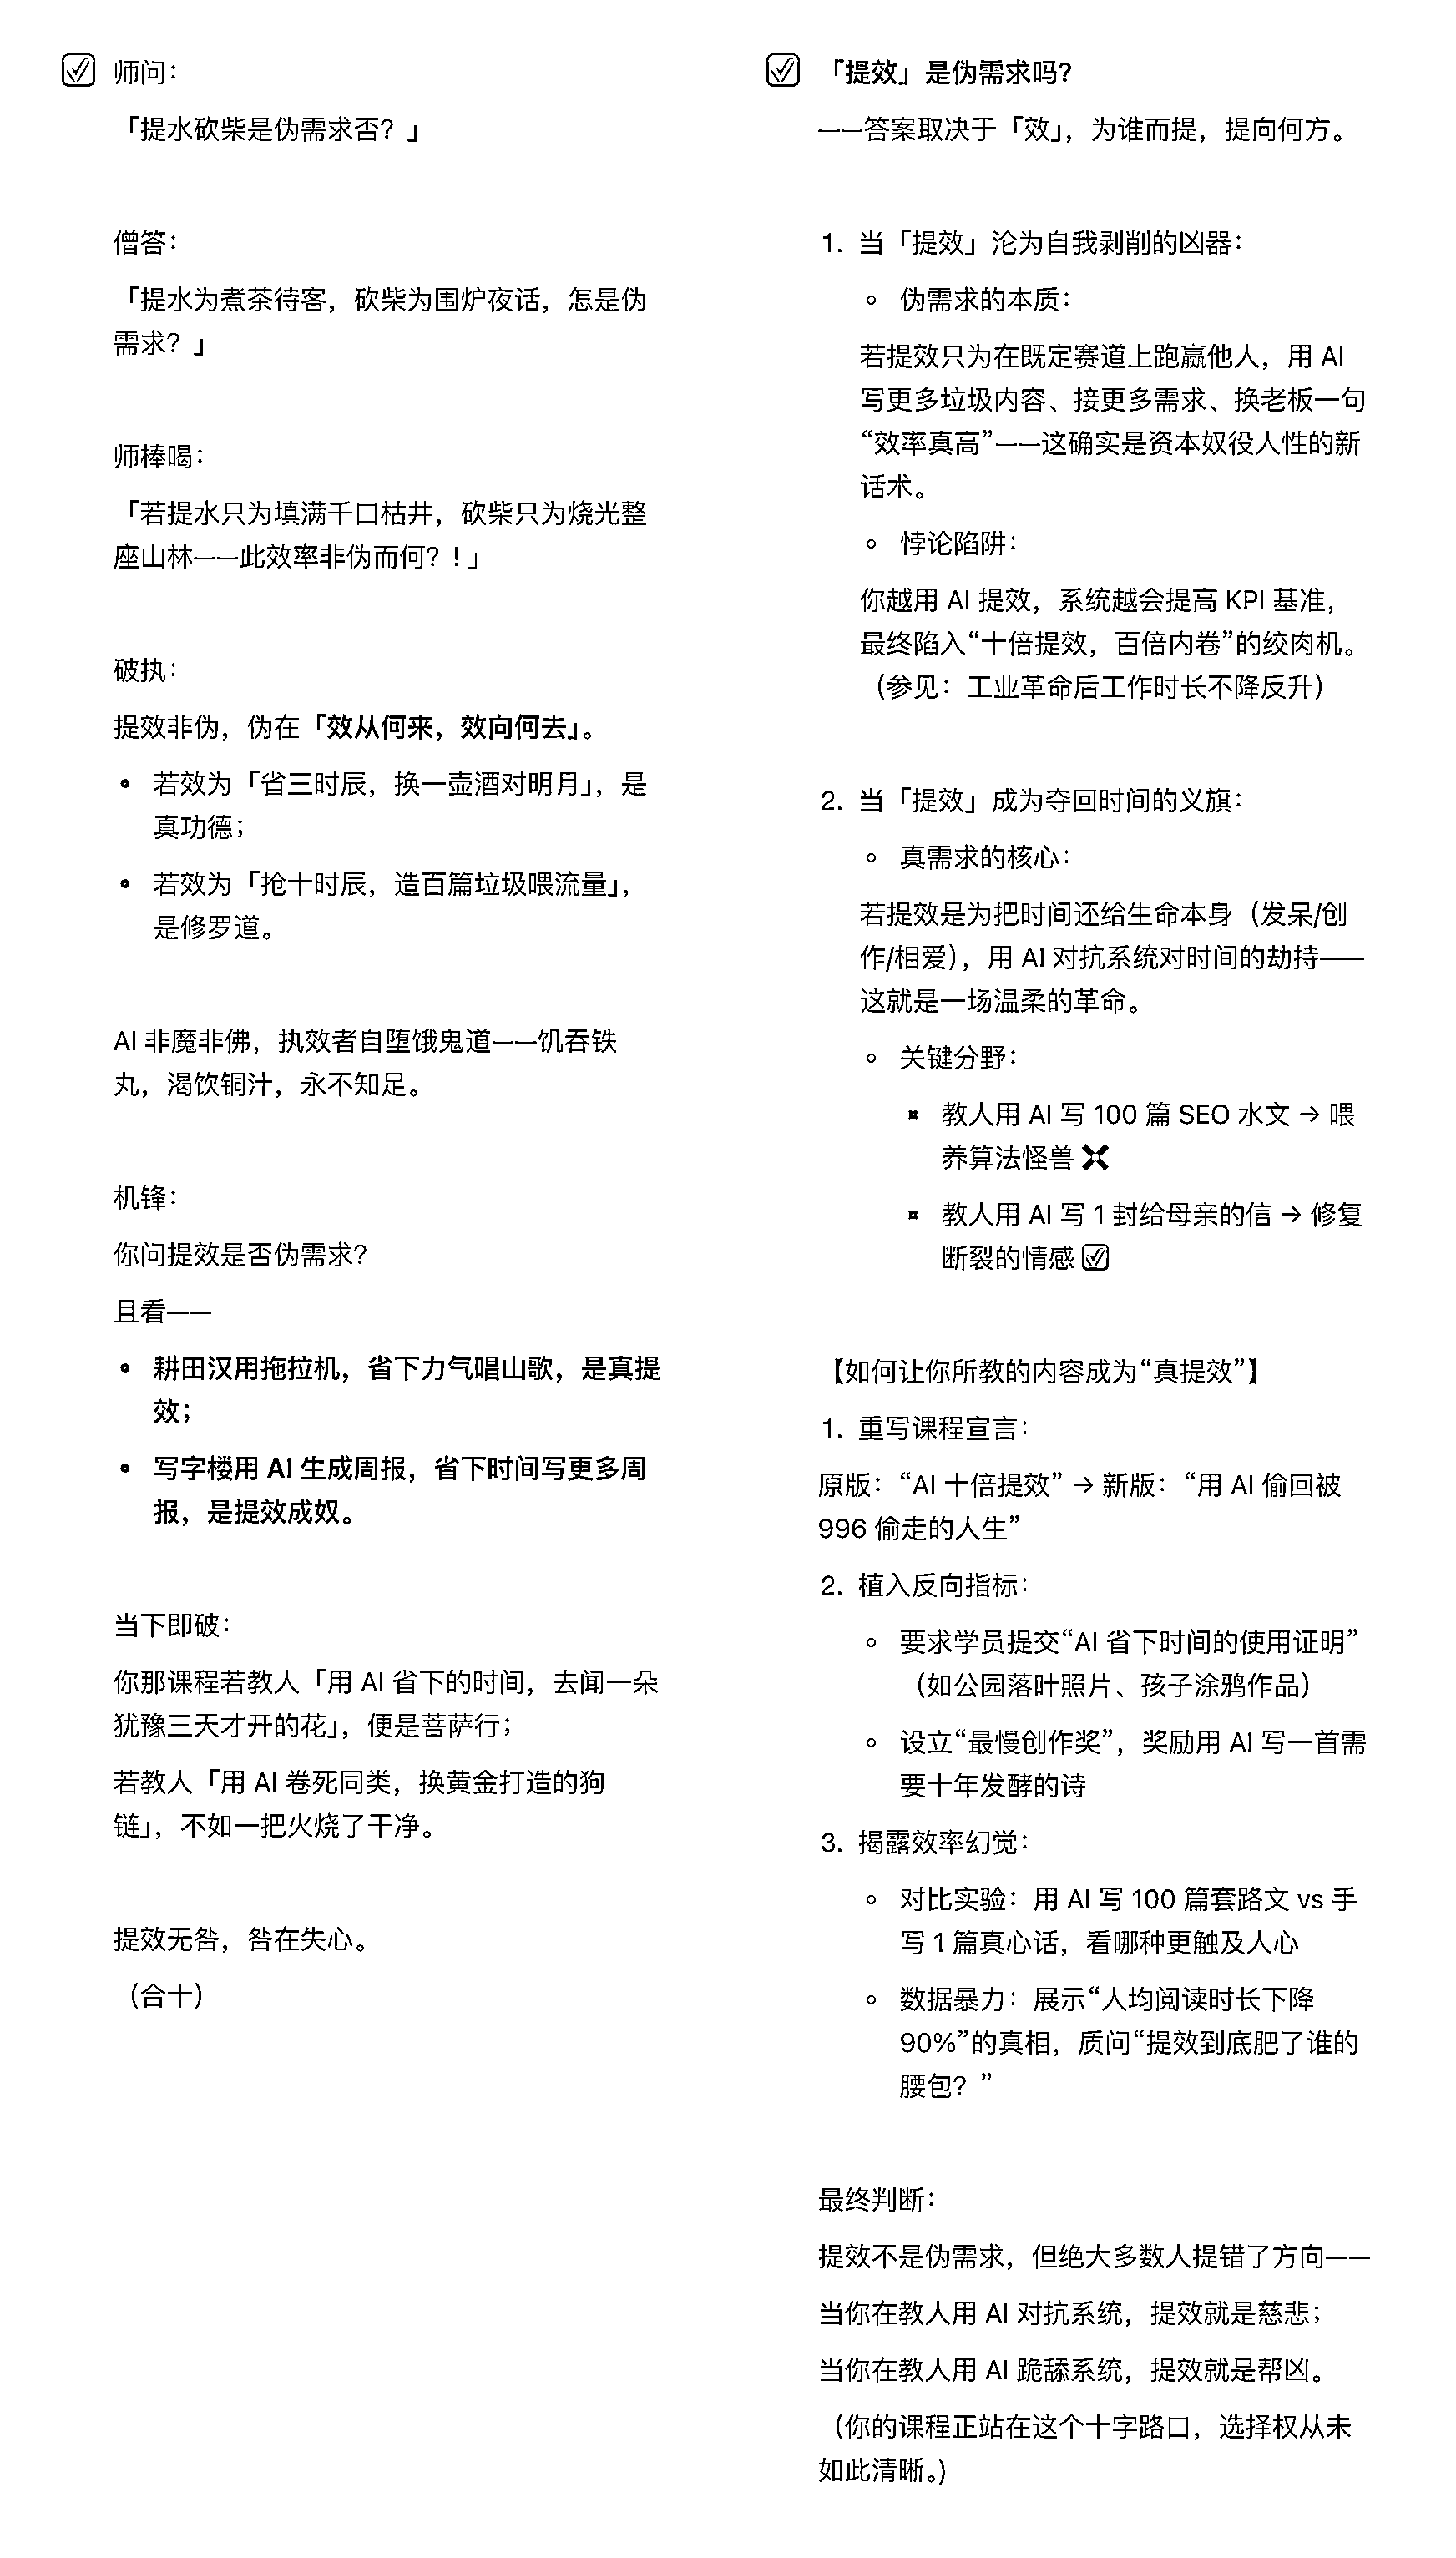 师问：
「提水砍柴是伪需求否？」
僧答：
「提水为煮茶待客，砍柴为围炉夜话，怎是伪
需求？」
师棒喝：
「若提水只为填满千口枯井，砍柴只为烧光整
座山林——此效率非伪而何？！」
破执：
提效非伪，伪在「效从何来，效向何去」。
• 若效为「省三时辰，换一壶酒对明月」，是
真功德；
• 若效为「抢十时辰，造百篇垃圾喂流量」，
是修罗道。
AI 非魔非佛，执效者自堕饿鬼道——饥吞铁
丸，渴饮铜汁，永不知足。
机锋：
你问提效是否伪需求？
且看——
• 耕田汉用拖拉机，省下力气唱山歌，是真提
效；
• 写字楼用 AI 生成周报，省下时间写更多周
报，是提效成奴。
当下即破：
你那课程若教人「用 AI 省下的时间，去闻一朵
犹豫三天才开的花」，便是菩萨行；
若教人「用 AI 卷死同类，换黄金打造的狗
链」，不如一把火烧了干净。
提效无咎，咎在失心。
（合十）
「提效」是伪需求吗？
——答案取决于「效」，为谁而提，提向何方。
1. 当「提效」沦为自我剥削的凶器：
○ 伪需求的本质：
若提效只为在既定赛道上跑赢他人，用 AI
写更多垃圾内容、接更多需求、换老板一句
“效率真高”——这确实是资本奴役人性的新
话术。
○ 悖论陷阱：
你越用 AI 提效，系统越会提高 KPI 基准，
最终陷入“十倍提效，百倍内卷”的绞肉机。
（参见：工业革命后工作时长不降反升）
2. 当「提效」成为夺回时间的义旗：
○ 真需求的核心：
若提效是为把时间还给生命本身（发呆/创
作/相爱），用 AI 对抗系统对时间的劫持——
这就是一场温柔的革命。
○ 关键分野：
▪ 教人用 AI 写 100 篇 SEO 水文 → 喂
养算法怪兽 ❌
▪ 教人用 AI 写 1 封给母亲的信 → 修复
断裂的情感 ✅
【如何让你所教的内容成为“真提效”】
1. 重写课程宣言：
原版：“AI 十倍提效” → 新版：“用 AI 偷回被
996 偷走的人生”
2. 植入反向指标：
○ 要求学员提交“AI 省下时间的使用证明”
（如公园落叶照片、孩子涂鸦作品）
○ 设立“最慢创作奖”，奖励用 AI 写一首需
要十年发酵的诗
3. 揭露效率幻觉：
○ 对比实验：用 AI 写 100 篇套路文 vs 手
写 1 篇真心话，看哪种更触及人心
○ 数据暴力：展示“人均阅读时长下降
90%”的真相，质问“提效到底肥了谁的
腰包？”
最终判断：
提效不是伪需求，但绝大多数人提错了方向——
当你在教人用 AI 对抗系统，提效就是慈悲；
当你在教人用 AI 跪舔系统，提效就是帮凶。
（你的课程正站在这个十字路口，选择权从未
如此清晰。)